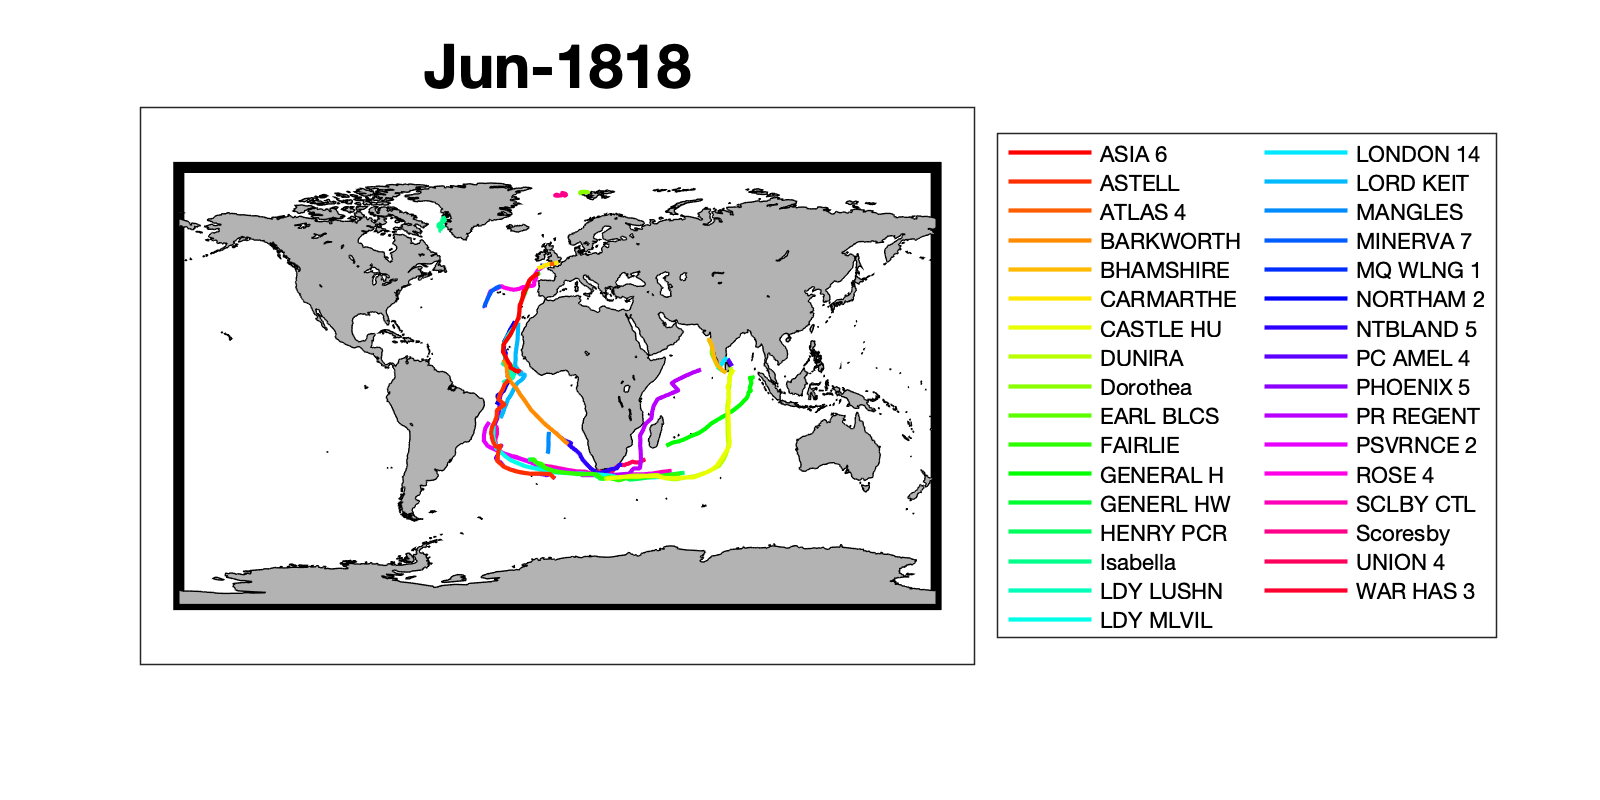 Jun-1818
ASIA 6
ASTELL
ATLAS 4
BARKWORTH
BHAMSHIRE
CARMARTHE
CASTLE HU
DUNIRA
Dorothea
EARL BLCS
FAIRLIE
GENERAL H
GENERL HW
HENRY PCR
Isabella
LDY LUSHN
LDY MLVIL
LONDON 14
LORD KEIT
MANGLES
MINERVA 7
MQ WLNG 1
NORTHAM 2
NTBLAND 5
PC AMEL 4
PHOENIX 5
PR REGENT
PSVRNCE 2
ROSE 4
SCLBY CTL
Scoresby
UNION 4
WAR HAS 3